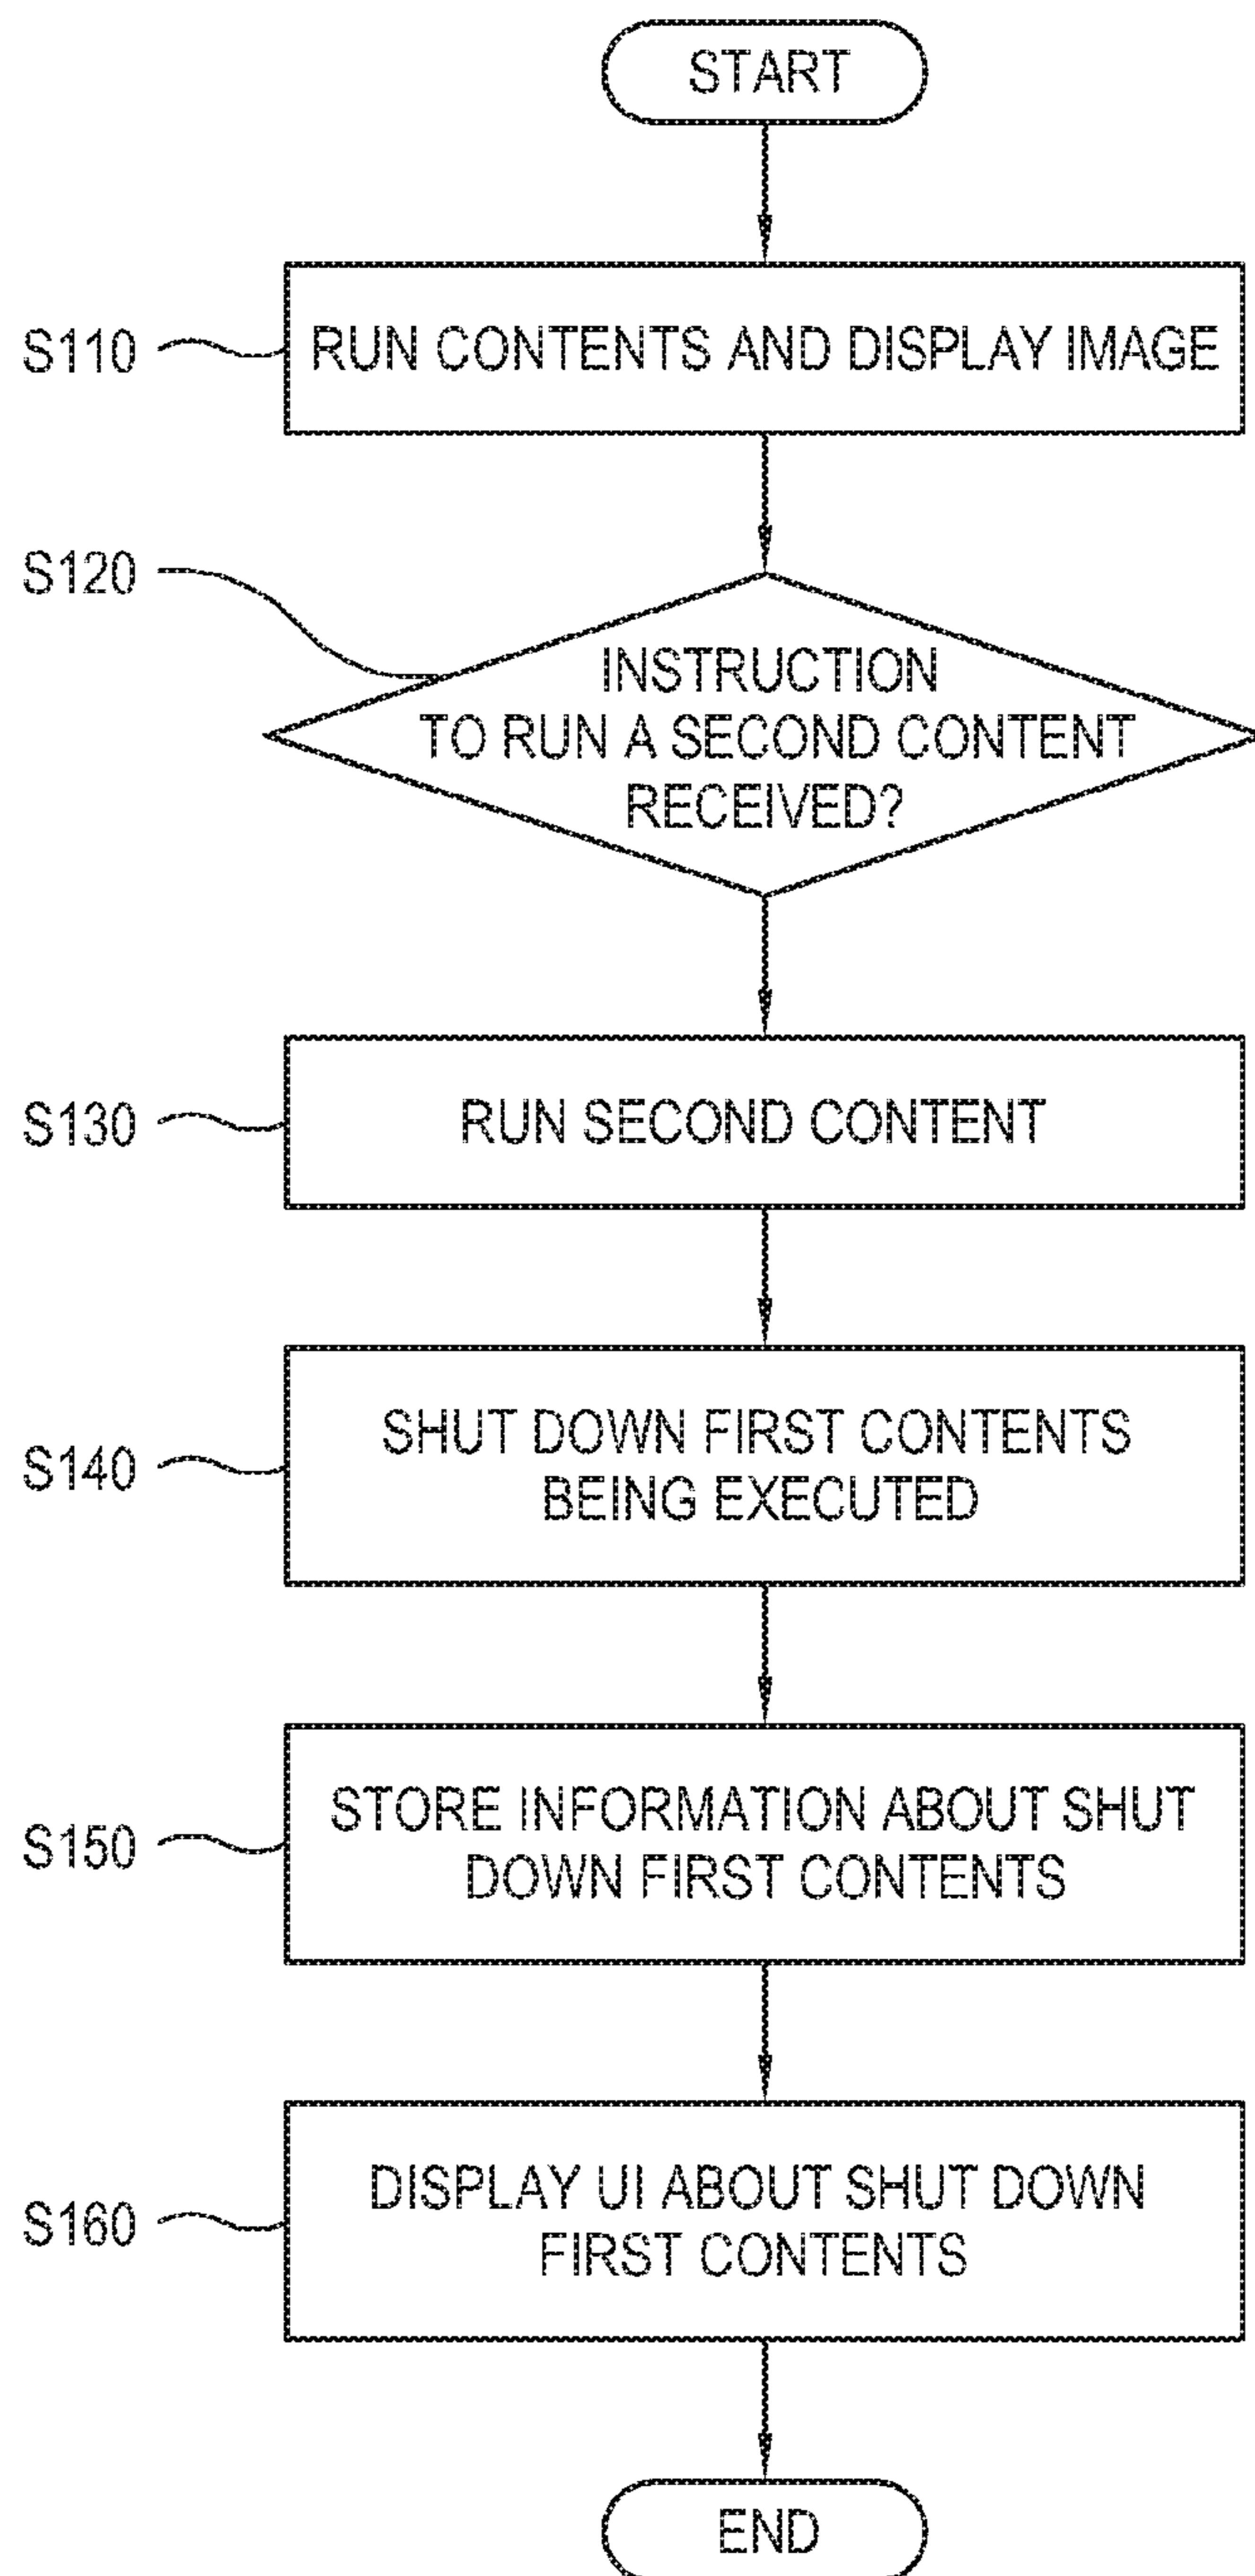 START
S110
RUN CONTENTS AND DISPLAY IMAGE
S120
INSTRUCTION
TO RUN A SECOND CONTENT
RECEIVED?
S130
RUN SECOND CONTENT
S140
SHUT DOWN FIRST CONTENTS
BEING EXECUTED
S150
STORE INFORMATION ABOUT SHUT
DOWN FIRST CONTENTS
S160
DISPLAY UI ABOUT SHUT DOWN
FIRST CONTENTS
END